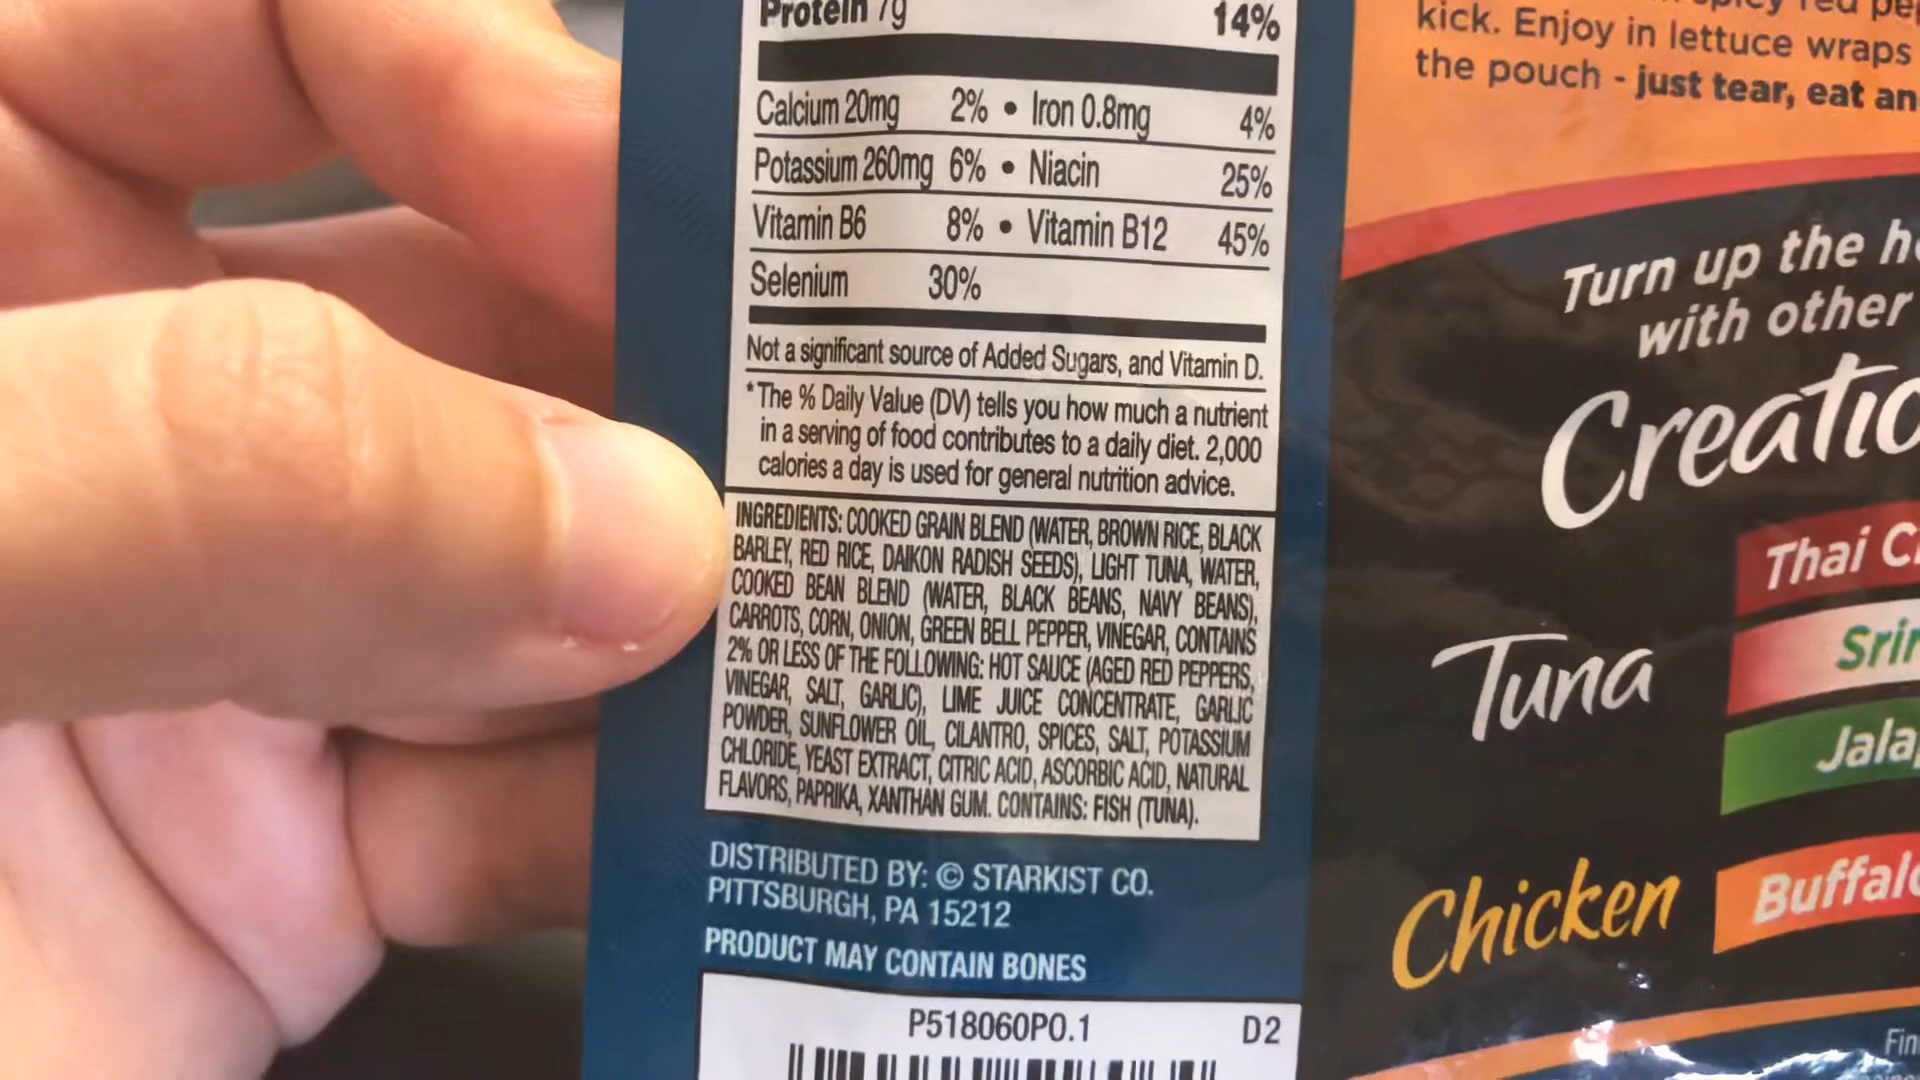 Protein 7g 14%
Calcium 20mg 2% • Iron 0.8mg 4%
Potassium 260mg 6% • Niacin 25%
Vitamin B6 8% • Vitamin B12 45%
Selenium 30%
Not a significant source of Added Sugars, and Vitamin D.
*The % Daily Value (DV) tells you how much a nutrient
in a serving of food contributes to a daily diet. 2,000
calories a day is used for general nutrition advice.
INGREDIENTS: COOKED GRAIN BLEND (WATER, BROWN RICE, BLACK
BARLEY, RED RICE, DAIKON RADISH SEEDS), LIGHT TUNA, WATER,
COOKED BEAN BLEND (WATER, BLACK BEANS, NAVY BEANS),
CARROTS, CORN, ONION, GREEN BELL PEPPER, VINEGAR, CONTAINS
2% OR LESS OF THE FOLLOWING: HOT SAUCE (AGED RED PEPPERS,
VINEGAR, SALT, GARLIC), LIME JUICE CONCENTRATE, GARLIC
POWDER, SUNFLOWER OIL, CILANTRO, SPICES, SALT, POTASSIUM
CHLORIDE, YEAST EXTRACT, CITRIC ACID, ASCORBIC ACID, NATURAL
FLAVORS, PAPRIKA, XANTHAN GUM. CONTAINS: FISH (TUNA).
DISTRIBUTED BY: © STARKIST CO.
PITTSBURGH, PA 15212
PRODUCT MAY CONTAIN BONES
P518060PO.1 D2
kick. Enjoy in lettuce wraps
the pouch - just tear, eat an
Turn up the
with other
Creatio
Thai C
Tuna
Srir
Jala
Chicken
Buffalo
Fin